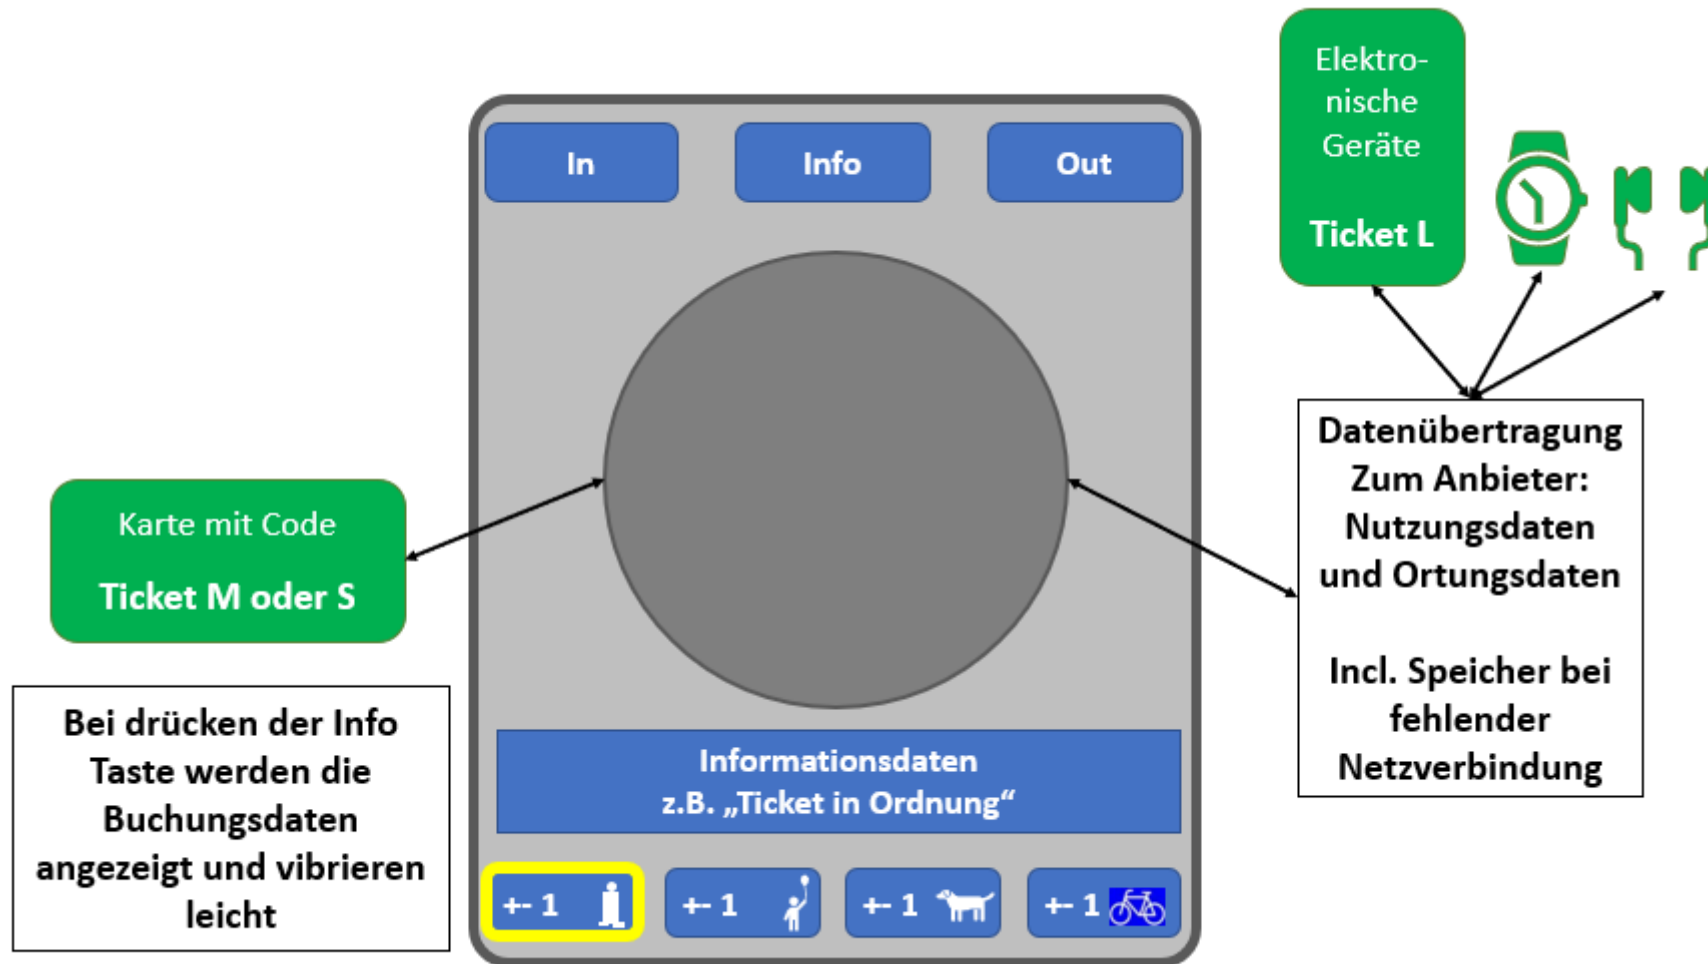 In
Info
Out
Elektro-
nische
Geräte
Ticket L
Karte mit Code
Ticket M oder S
Bei drücken der Info
Taste werden die
Buchungsdaten
angezeigt und vibrieren
leicht
Datenübertragung
Zum Anbieter:
Nutzungsdaten
und Ortungsdaten
Incl. Speicher bei
fehlender
Netzverbindung
Informationsdaten
z.B. „Ticket in Ordnung“
+- 1
+- 1
+- 1
+- 1